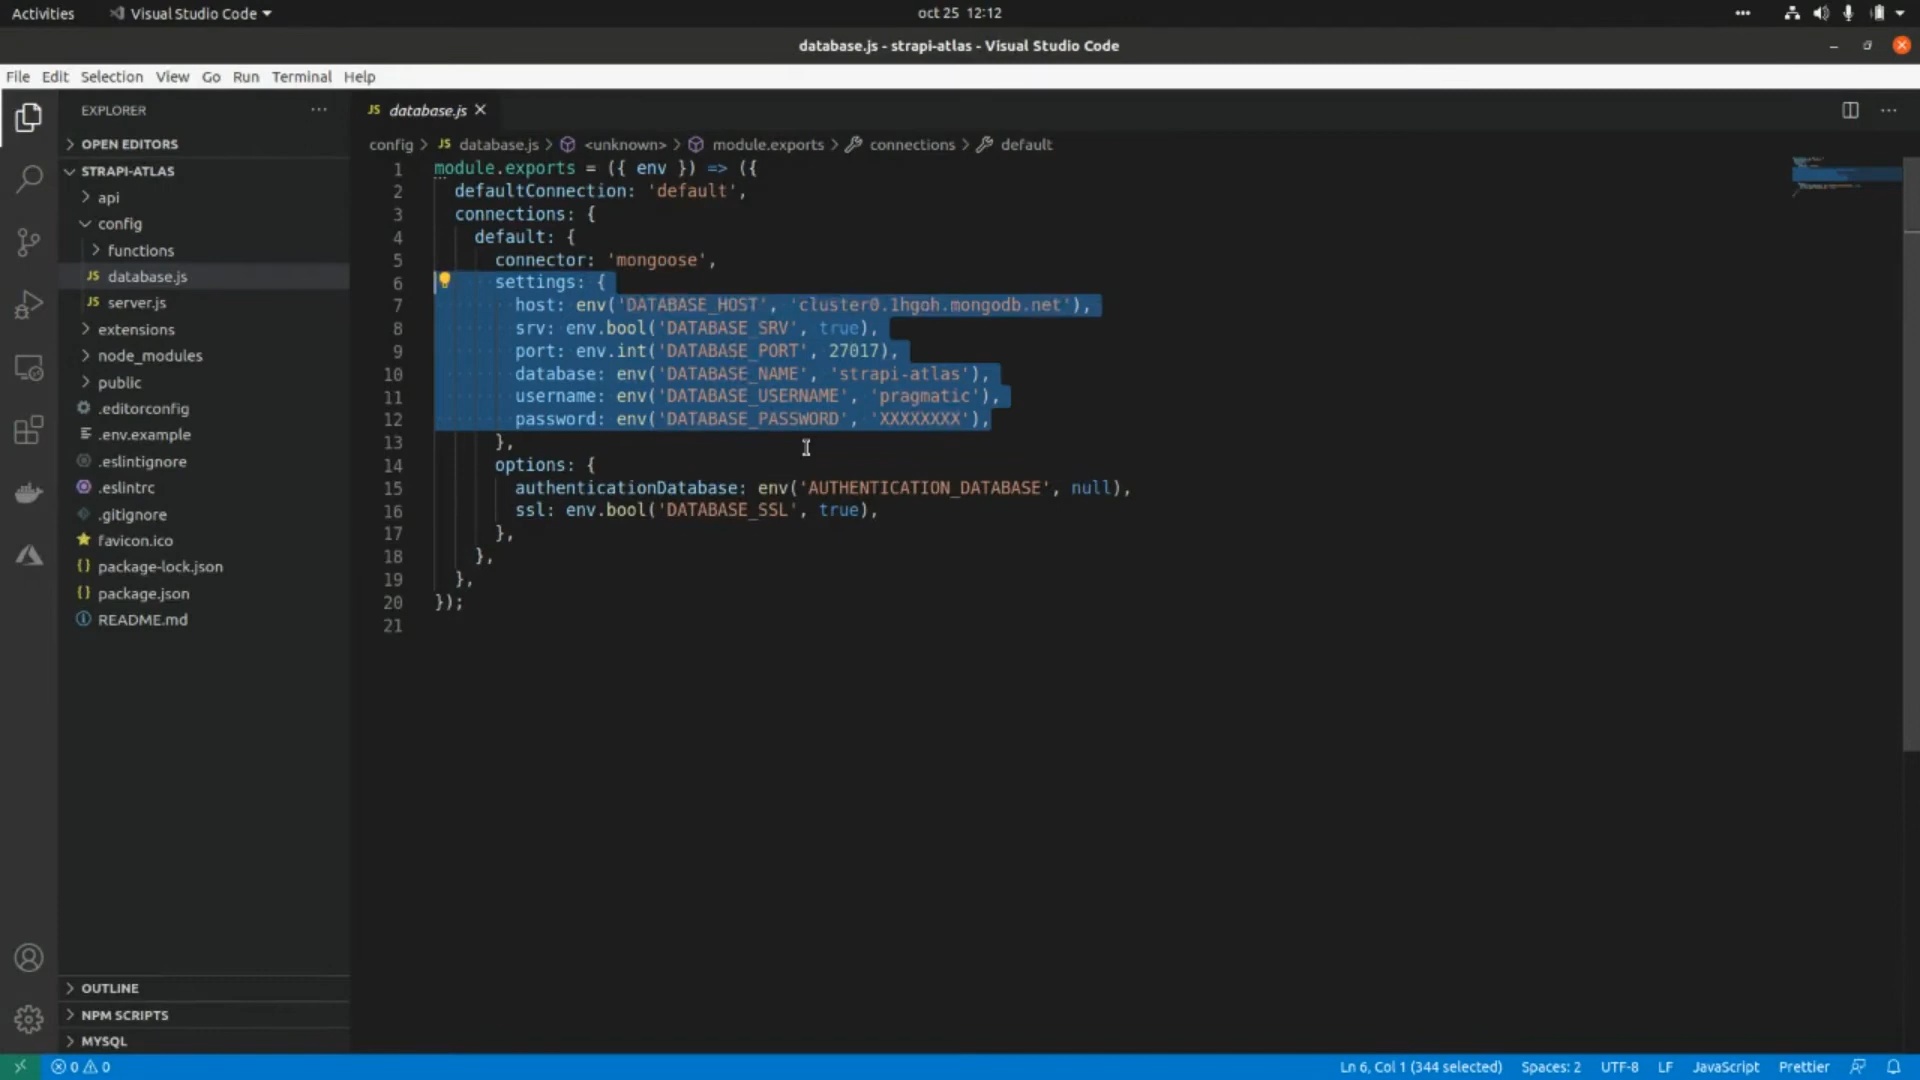 Activities Visual Studio Code oct 25 12:12
database.js - strapi-atlas - Visual Studio Code
File Edit Selection View Go Run Terminal Help
EXPLORER
OPEN EDITORS
STRAPI-ATLAS
api
config
functions
JS database.js
JS server.js
extensions
node_modules
public
.editorconfig
.env.example
.eslintignore
.eslintrc
.gitignore
favicon.ico
{} package-lock.json
{} package.json
README.md
OUTLINE
NPM SCRIPTS
MYSQL
JS database.js
config > JS database.js > <unknown> > module.exports > connections > default
1 module.exports = ({ env }) => ({
2 defaultConnection: 'default',
3 connections: {
4 default: {
5 connector: 'mongoose',
6 settings: {
7 host: env('DATABASE_HOST', 'cluster0.1hgoh.mongodb.net'),
8 srv: env.bool('DATABASE_SRV', true),
9 port: env.int('DATABASE_PORT', 27017),
10 database: env('DATABASE_NAME', 'strapi-atlas'),
11 username: env('DATABASE_USERNAME', 'pragmatic'),
12 password: env('DATABASE_PASSWORD', 'XXXXXXXX'),
13 },
14 options: {
15 authenticationDatabase: env('AUTHENTICATION_DATABASE', null),
16 ssl: env.bool('DATABASE_SSL', true),
17 },
18 },
19 },
20 });
21
0 0 Ln 6, Col 1 (344 selected) Spaces: 2 UTF-8 LF JavaScript Prettier